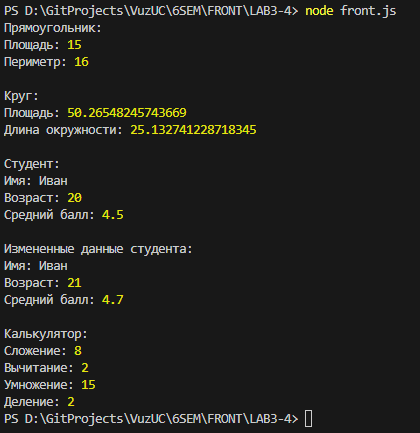 PS D:\GitProjects\VuzUC\6SEM\FRONT\LAB3-4> node front.js
Прямоугольник:
Площадь: 15
Периметр: 16
Круг:
Площадь: 50.26548245743669
Длина окружности: 25.132741228718345
Студент:
Имя: Иван
Возраст: 20
Средний балл: 4.5
Измененные данные студента:
Имя: Иван
Возраст: 21
Средний балл: 4.7
Калькулятор:
Сложение: 8
Вычитание: 2
Умножение: 15
Деление: 2
PS D:\GitProjects\VuzUC\6SEM\FRONT\LAB3-4>